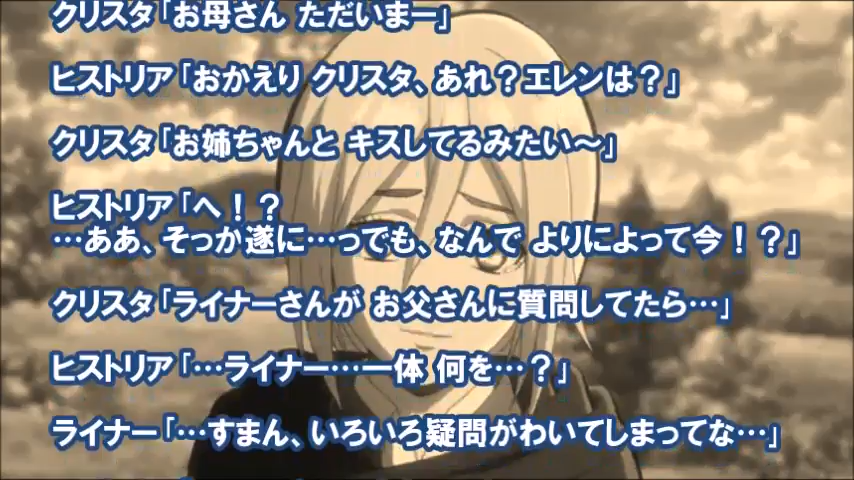 クリスタ「お母さん ただいまー」
ヒストリア「おかえり クリスタ、あれ？エレンは？」
クリスタ「お姉ちゃんと キスしてるみたい～」
ヒストリア「へ！？
…ああ、そっか遂に…っでも、なんで よりによって今！？」
クリスタ「ライナーさんが お父さんに質問してたら…」
ヒストリア「…ライナー…一体 何を…？」
ライナー「…すまん、いろいろ疑問がわいてしまってな…」